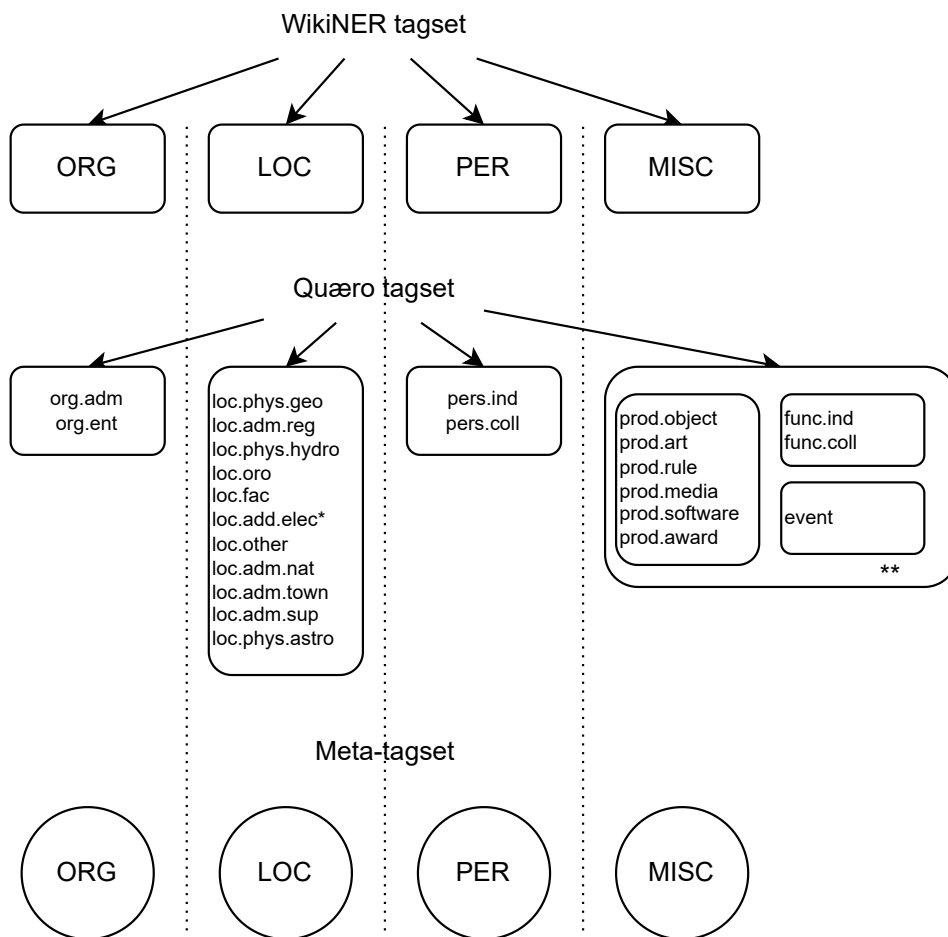 WikiNER tagset
ORG
LOC
PER
MISC
Quæro tagset
org.adm
org.ent
loc.phys.geo
loc.adm.reg
loc.phys.hydro
loc.oro
loc.fac
loc.add.elec*
loc.other
loc.adm.nat
loc.adm.town
loc.adm.sup
loc.phys.astro
pers.ind
pers.coll
prod.object
prod.art
prod.rule
prod.media
prod.software
prod.award
func.ind
func.coll
event
**
Meta-tagset
ORG
LOC
PER
MISC